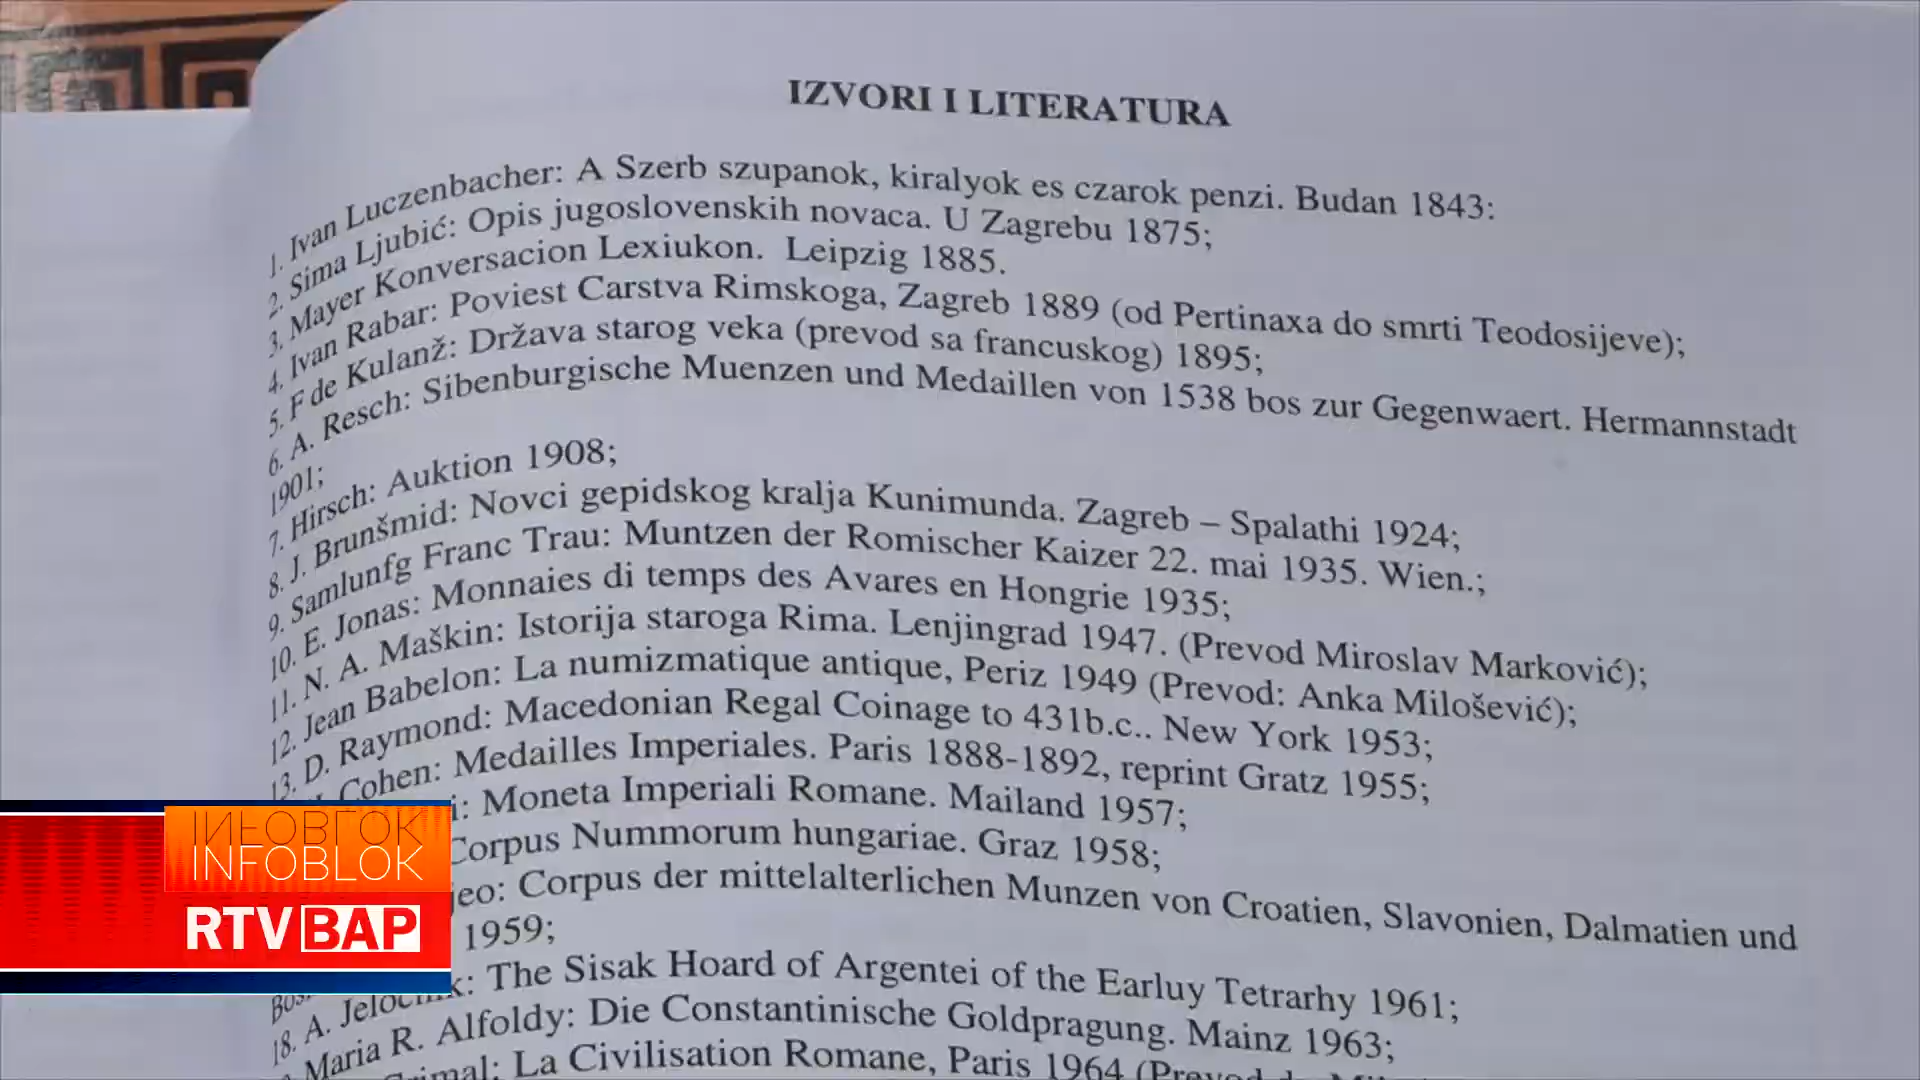 IZVORI I LITERATURA
1. Ivan Luczenbacher: A Szerb szupanok, kiralyok es czarok penzi. Budan 1843:
2. Sima Ljubić: Opis jugoslovenskih novaca. U Zagrebu 1875;
3. Mayer Konversacion Lexiukon. Leipzig 1885.
4. Ivan Rabar: Poviest Carstva Rimskoga, Zagreb 1889 (od Pertinaxa do smrti Teodosijeve);
5. F de Kulanž: Država starog veka (prevod sa francuskog) 1895;
6. A. Resch: Sibenburgische Muenzen und Medaillen von 1538 bos zur Gegenwaert. Hermannstadt
1901;
7. Hirsch: Auktion 1908;
8. J. Brunšmid: Novci gepidskog kralja Kunimunda. Zagreb – Spalathi 1924;
9. Samlunfg Franc Trau: Muntzen der Romischer Kaizer 22. mai 1935. Wien.;
10. E. Jonas: Monnaies di temps des Avares en Hongrie 1935;
11. N. A. Maškin: Istorija staroga Rima. Lenjingrad 1947. (Prevod Miroslav Marković);
12. Jean Babelon: La numizmatique antique, Periz 1949 (Prevod: Anka Milošević);
13. D. Raymond: Macedonian Regal Coinage to 431b.c.. New York 1953;
Cohen: Medailles Imperiales. Paris 1888-1892, reprint Gratz 1955;
i: Moneta Imperiali Romane. Mailand 1957;
Corpus Nummorum hungariae. Graz 1958;
jeo: Corpus der mittelalterlichen Munzen von Croatien, Slavonien, Dalmatien und
1959;
18. A. : The Sisak Hoard of Argentei of the Earluy Tetrarhy 1961;
Maria R. Alfoldy: Die Constantinische Goldpragung. Mainz 1963;
La Civilisation Romane, Paris 1964
INFOBLOK
INFOBLOK
RTV BAP